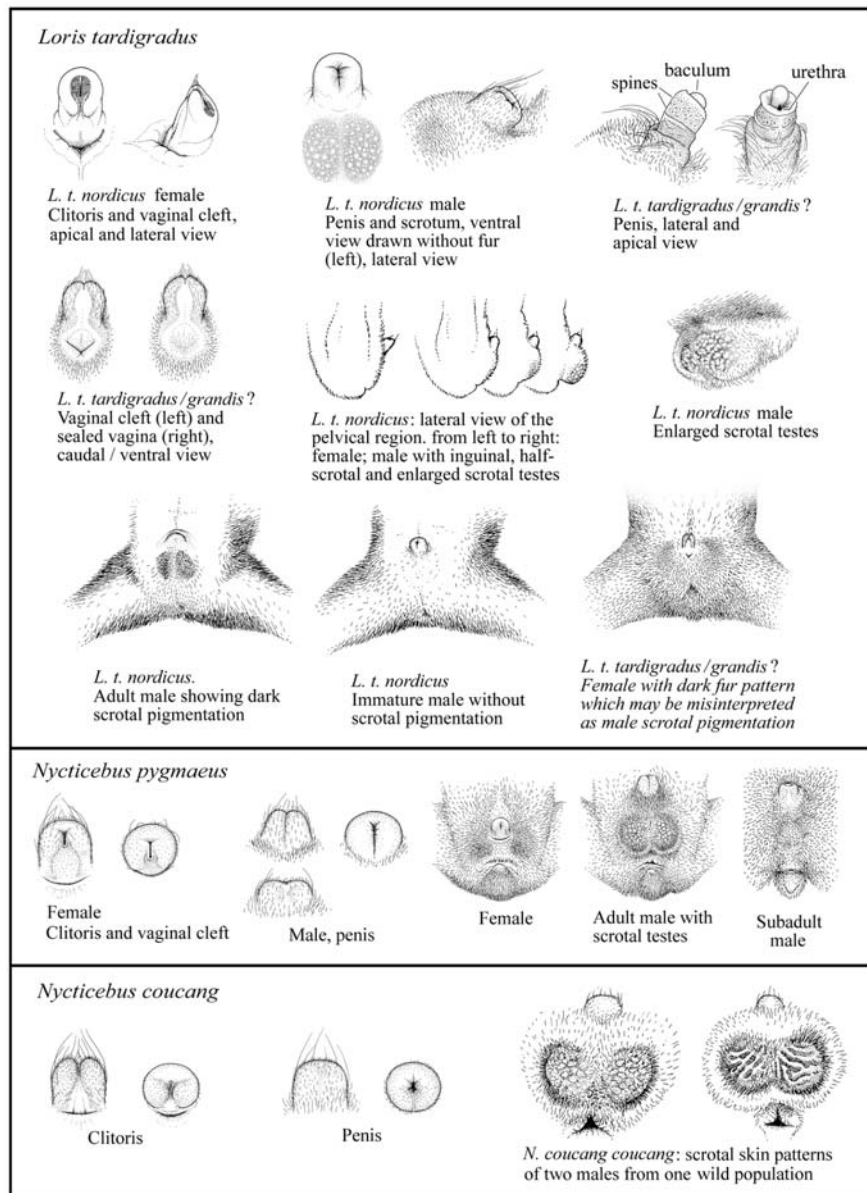 Loris tardigradus
L. t. nordicus female
Clitoris and vaginal cleft,
apical and lateral view
L. t. nordicus male
Penis and scrotum, ventral
view drawn without fur
(left), lateral view
spines
baculum
urethra
L. t. tardigradus/grandis?
Penis, lateral and
apical view
L. t. tardigradus/grandis?
Vaginal cleft (left) and
sealed vagina (right),
caudal / ventral view
L. t. nordicus: lateral view of the
pelvical region. from left to right:
female; male with inguinal, half-
scrotal and enlarged scrotal testes
L. t. nordicus male
Enlarged scrotal testes
L. t. nordicus.
Adult male showing dark
scrotal pigmentation
L. t. nordicus
Immature male without
scrotal pigmentation
L. t. tardigradus/grandis?
Female with dark fur pattern
which may be misinterpreted
as male scrotal pigmentation
Nycticebus pygmaeus
Female
Clitoris and vaginal cleft
Male, penis
Female
Adult male with
scrotal testes
Subadult
male
Nycticebus coucang
Clitoris
Penis
N. coucang coucang: scrotal skin patterns
of two males from one wild population